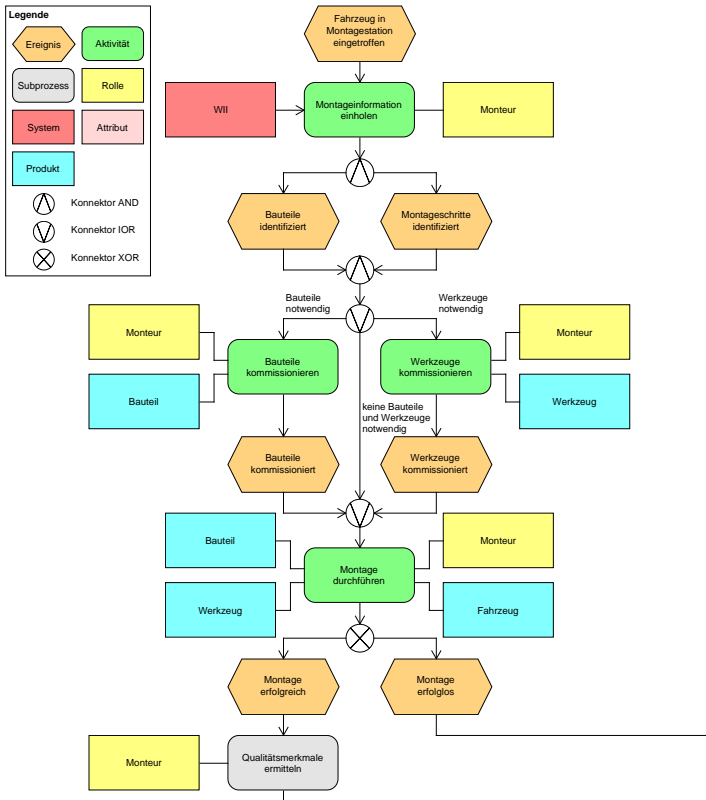 Legende
Ereignis
Aktivität
Subprozess
Rolle
System
Attribut
Produkt
Konnektor AND
Konnektor IOR
Konnektor XOR
Fahrzeug in
Montagestation
eingetroffen
WII
Montageinformation
einholen
Monteur
Bauteile
identifiziert
Montageschritte
identifiziert
Bauteile
notwendig
Werkzeuge
notwendig
Monteur
Bauteil
Bauteile
kommissionieren
Werkzeuge
kommissionieren
Monteur
Werkzeug
keine Bauteile
und Werkzeuge
notwendig
Bauteile
kommissioniert
Werkzeuge
kommissioniert
Bauteil
Werkzeug
Montage
durchführen
Monteur
Fahrzeug
Montage
erfolgreich
Montage
erfolglos
Monteur
Qualitätsmerkmale
ermitteln